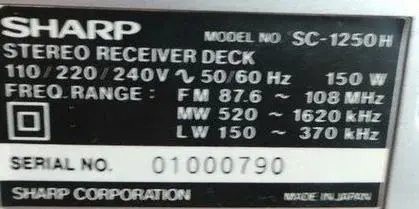 SHARP MODEL NO SC-1250H
STEREO RECEIVER DECK
110/220/240V ∿ 50/60 Hz 150 W
FREQ. RANGE: FM 87.6 ~ 108 MHz
MW 520 ~ 1620 kHz
LW 150 ~ 370 kHz
SERIAL NO. 01000790
SHARP CORPORATION MADE IN JAPAN